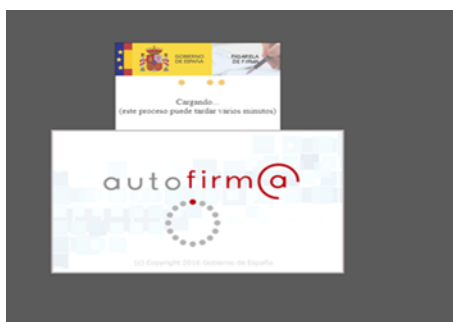 GOBIERNO
DE ESPAÑA
PASARELA
DE FIRMA
Cargando...
(este proceso puede tardar varios minutos)
autofirm@
(c) Copyright 2016 Gobierno de España